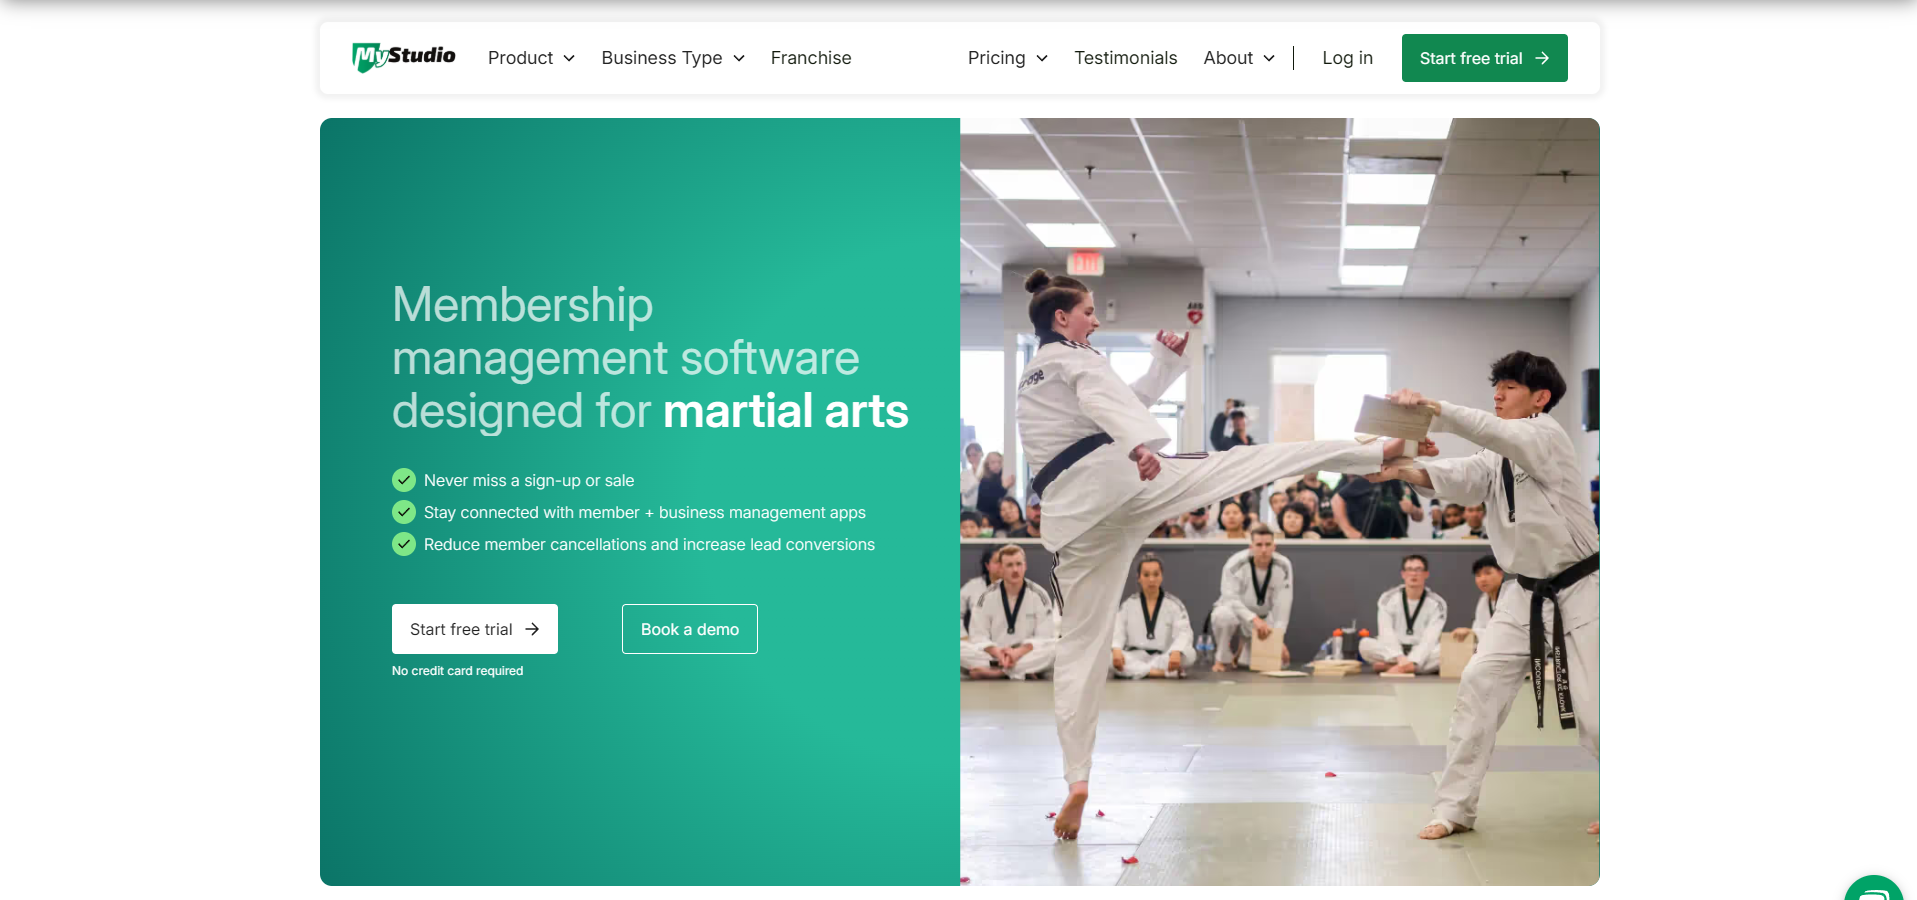 MyStudio
Product
Business Type
Franchise
Pricing
Testimonials
About
Log in
Start free trial
Membership
management software
designed for martial arts
Never miss a sign-up or sale
Stay connected with member + business management apps
Reduce member cancellations and increase lead conversions
Start free trial
Book a demo
No credit card required